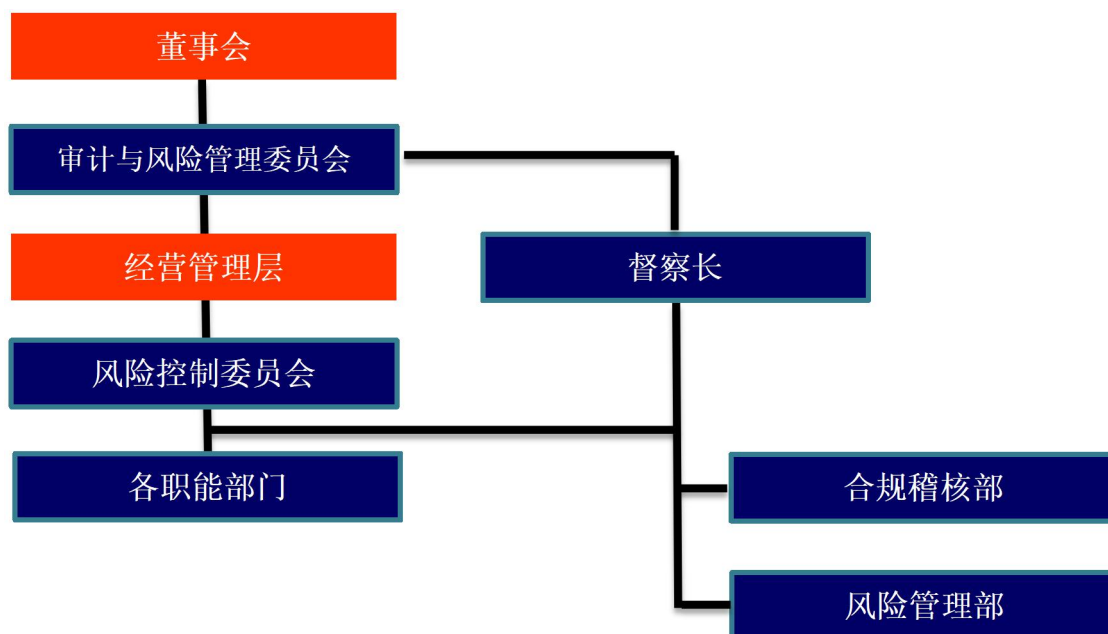 董事会
审计与风险管理委员会
经营管理层
督察长
风险控制委员会
各职能部门
合规稽核部
风险管理部